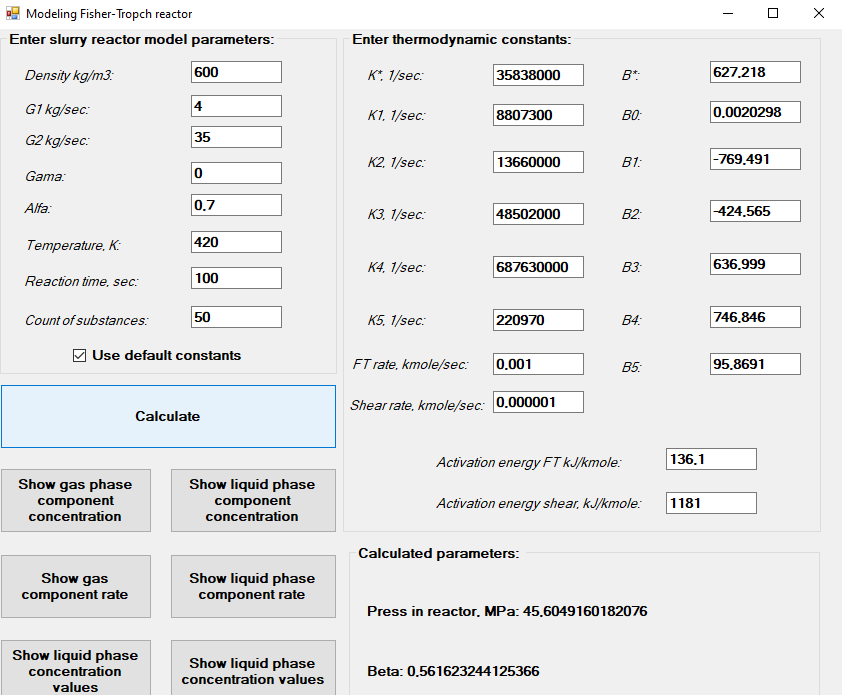 Modeling Fisher-Tropch reactor
Enter slurry reactor model parameters:
Density kg/m3: 600
G1 kg/sec: 4
G2 kg/sec: 35
Gama: 0
Alfa: 0,7
Temperature, K: 420
Reaction time, sec: 100
Count of substances: 50
Use default constants
Calculate
Show gas phase
component
concentration
Show liquid phase
component
concentration
Show gas
component rate
Show liquid phase
component rate
Show liquid phase
concentration
values
Show liquid phase
concentration values
Enter thermodynamic constants:
K*, 1/sec: 35838000 B*: 627,218
K1, 1/sec: 8807300 B0: 0,0020298
K2, 1/sec: 13660000 B1: -769,491
K3, 1/sec: 48502000 B2: -424,565
K4, 1/sec: 687630000 B3: 636,999
K5, 1/sec: 220970 B4: 746,846
FT rate, kmole/sec: 0,001 B5: 95,8691
Shear rate, kmole/sec: 0,000001
Activation energy FT kJ/kmole: 136,1
Activation energy shear, kJ/kmole: 1181
Calculated parameters:
Press in reactor, MPa: 45,6049160182076
Beta: 0,561623244125366